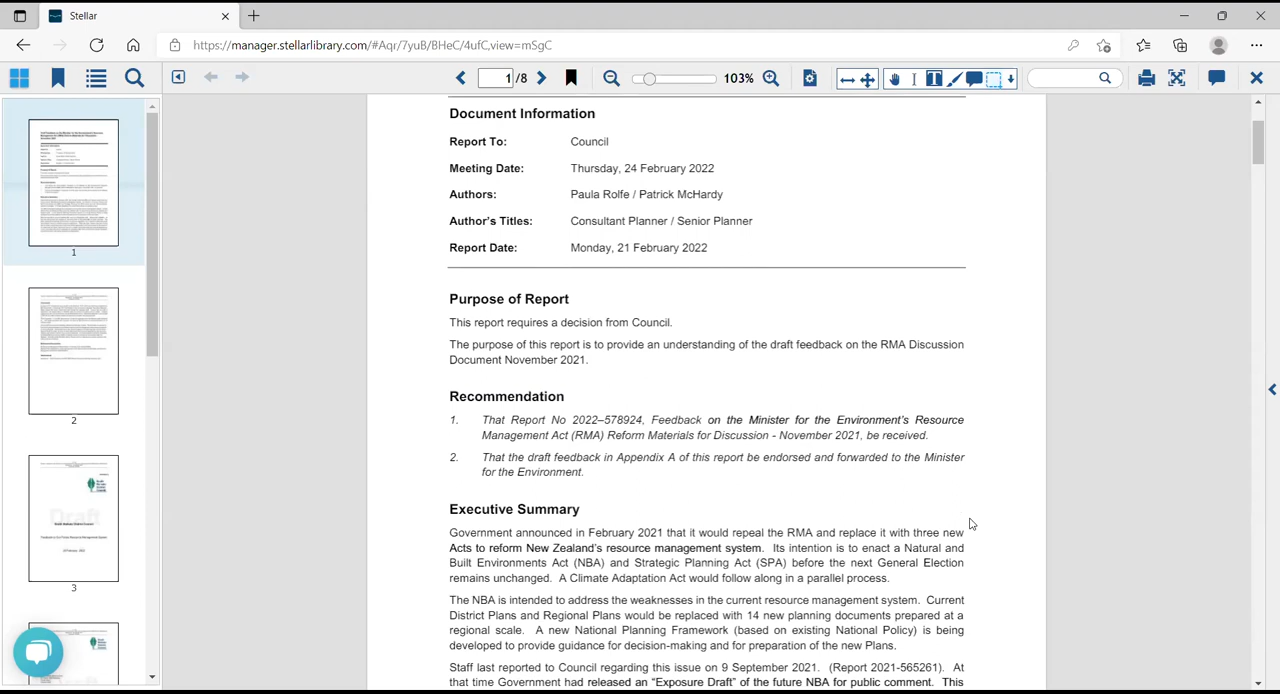 Stellar
https://manager.stellarlibrary.com/#Aqr/7yuB/BHeC/4ufC,view=mSgC
1 /8
103%
Document Information
Report To: Council
Meeting Date: Thursday, 24 February 2022
Authors: Paula Rolfe / Patrick McHardy
Author's Titles: Consultant Planner / Senior Planner
Report Date: Monday, 21 February 2022
Purpose of Report
This report requires a decision from Council.
The purpose of this report is to provide an understanding of the draft feedback on the RMA Discussion
Document November 2021.
Recommendation
1. That Report No 2022–578924, Feedback on the Minister for the Environment's Resource
Management Act (RMA) Reform Materials for Discussion - November 2021, be received.
2. That the draft feedback in Appendix A of this report be endorsed and forwarded to the Minister
for the Environment.
Executive Summary
Government announced in February 2021 that it would repeal the RMA and replace it with three new
Acts to reform New Zealand's resource management system. Its intention is to enact a Natural and
Built Environments Act (NBA) and Strategic Planning Act (SPA) before the next General Election
remains unchanged. A Climate Adaptation Act would follow along in a parallel process.
The NBA is intended to address the weaknesses in the current resource management system. Current
District Plans and Regional Plans would be replaced with 14 new planning documents prepared at a
regional scale. A new National Planning Framework (based on existing National Policy) is being
developed to provide guidance for decision-making and for preparation of the new Plans.
Staff last reported to Council regarding this issue on 9 September 2021. (Report 2021-565261). At
that time Government had released an "Exposure Draft" of the future NBA for public comment. This
1
2
Draft
3